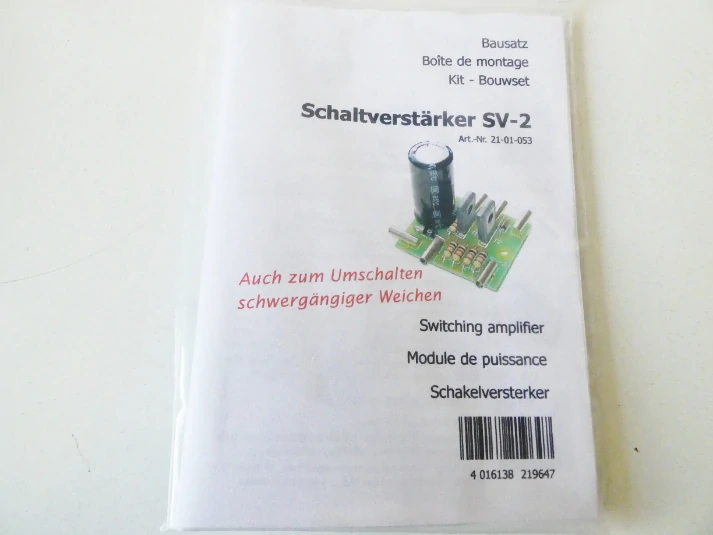 Bausatz
Boîte de montage
Kit - Bouwset
Schaltverstärker SV-2
Art.-Nr. 21-01-053
Auch zum Umschalten
schwergängiger Weichen
Switching amplifier
Module de puissance
Schakelversterker
4 016138 219647